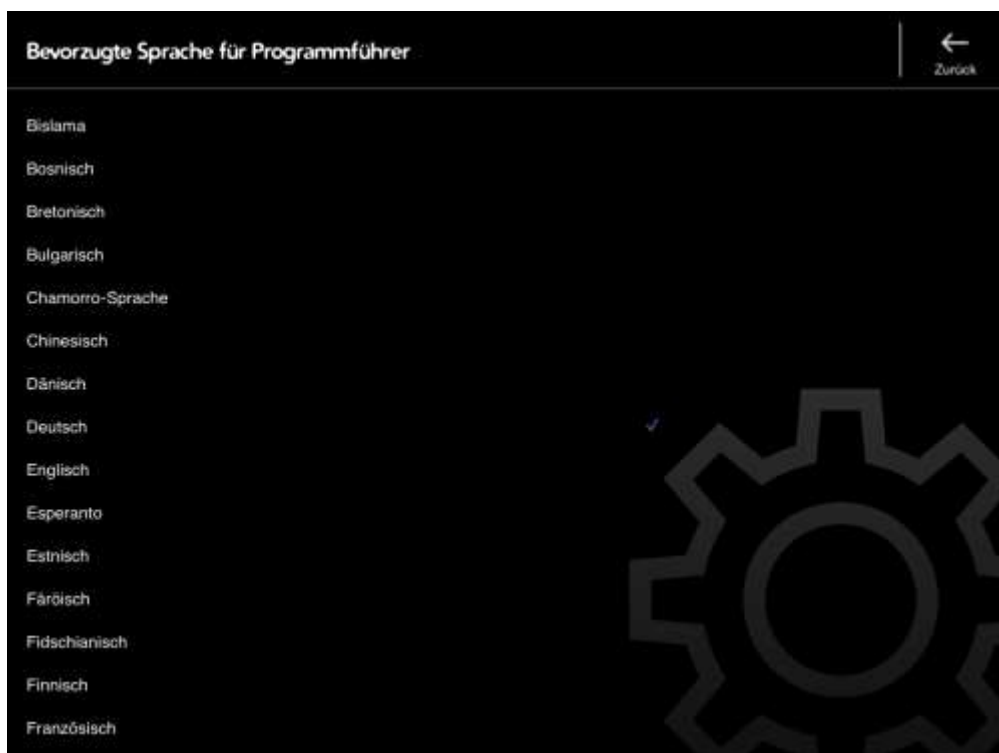 Bevorzugte Sprache für Programmführer
Zurück
Bislama
Bosnisch
Bretonisch
Bulgarisch
Chamorro-Sprache
Chinesisch
Dänisch
Deutsch
Englisch
Esperanto
Estnisch
Färöisch
Fidschianisch
Finnisch
Französisch